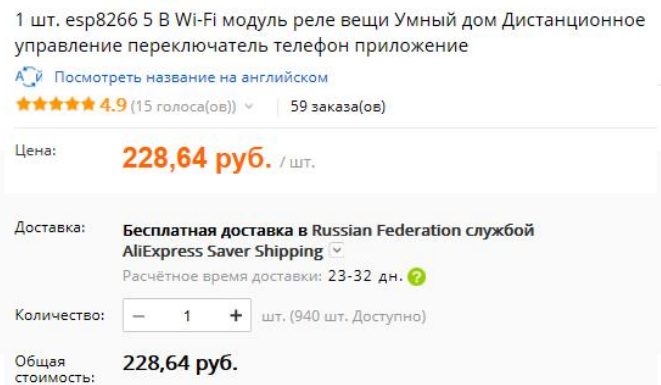 1 шт. esp8266 5 В Wi-Fi модуль реле вещи Умный дом Дистанционное
управление переключатель телефон приложение
Посмотреть название на английском
4.9 (15 голоса(ов)) 59 заказа(ов)
Цена: 228,64 руб. / шт.
Доставка: Бесплатная доставка в Russian Federation службой
AliExpress Saver Shipping
Расчётное время доставки: 23-32 дн. ?
Количество: − 1 + шт. (940 шт. Доступно)
Общая
стоимость: 228,64 руб.